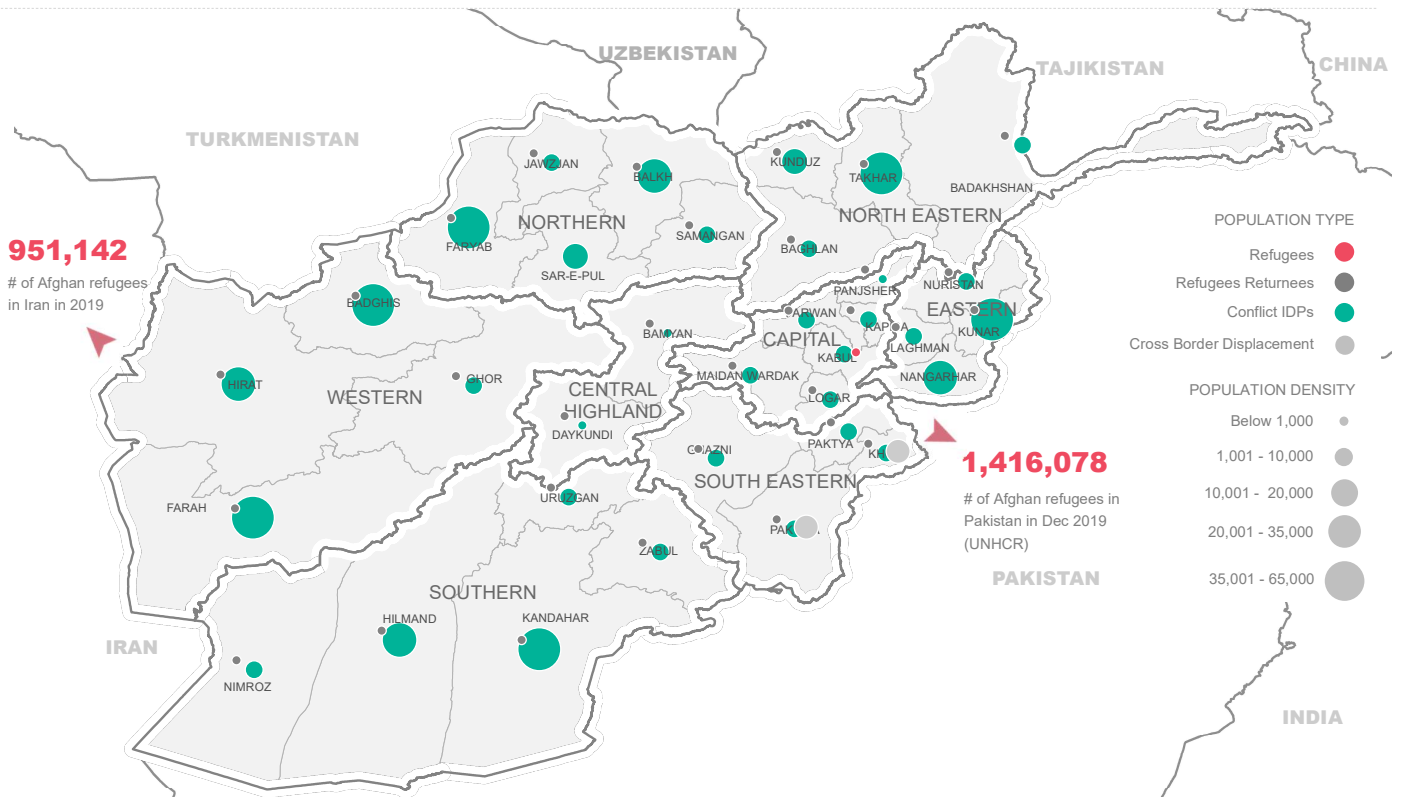 UZBEKISTAN
TAJIKISTAN
CHINA
TURKMENISTAN
JAWZJAN
BALKH
KUNDUZ
TAKHAR
BADAKHSHAN
NORTHERN
NORTH EASTERN
FARYAB
SAMANGAN
BAGHLAN
SAR-E-PUL
951,142
# of Afghan refugees
in Iran in 2019
POPULATION TYPE
Refugees
Refugees Returnees
Conflict IDPs
Cross Border Displacement
POPULATION DENSITY
Below 1,000
1,001 - 10,000
10,001 - 20,000
20,001 - 35,000
35,001 - 65,000
BADGHIS
PANJSHER
NURISTAN
EASTERN
PARWAN
KAPISA
KUNAR
BAMYAN
CAPITAL
LAGHMAN
KABUL
HIRAT
GHOR
MAIDAN WARDAK
NANGARHAR
WESTERN
CENTRAL
HIGHLAND
LOGAR
DAYKUNDI
PAKTYA
GHAZNI
KH
SOUTH EASTERN
1,416,078
# of Afghan refugees in
Pakistan in Dec 2019
(UNHCR)
PAKISTAN
URUZGAN
FARAH
PAK
ZABUL
SOUTHERN
HILMAND
KANDAHAR
IRAN
NIMROZ
INDIA